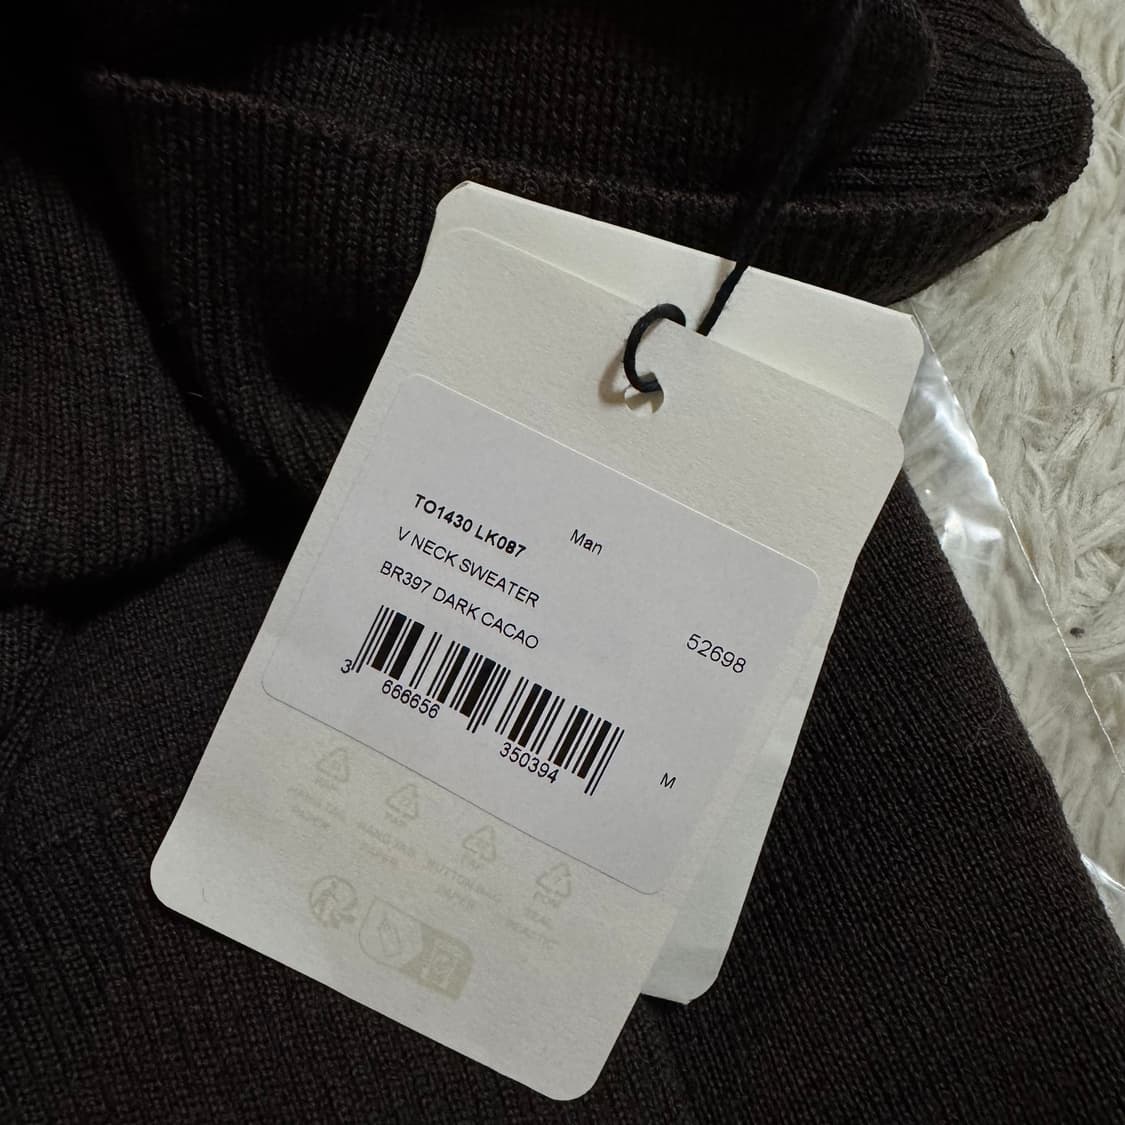 TO1430 LK087
Man
V NECK SWEATER
BR397 DARK CACAO
52698
3 666656 350394
M